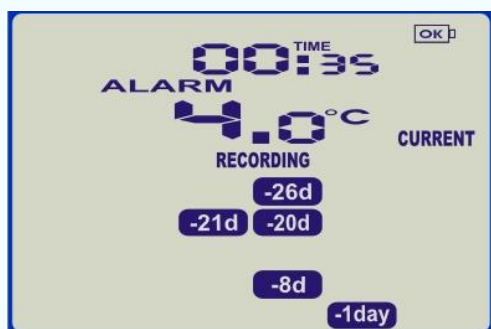 OK
TIME
00:35
ALARM
4.0°C
CURRENT
RECORDING
-26d
-21d -20d
-8d
-1day